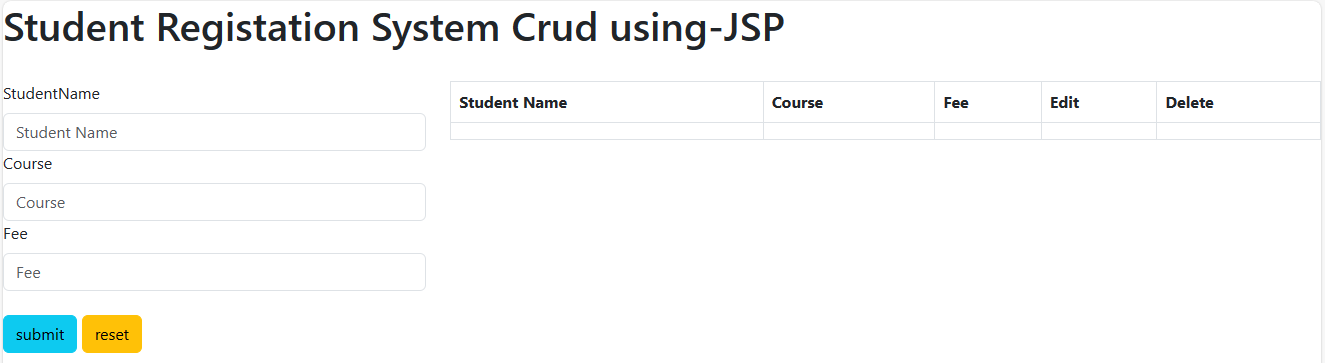 Student Registation System Crud using-JSP
StudentName
Student Name
Course
Course
Fee
Fee
submit reset
Student Name Course Fee Edit Delete